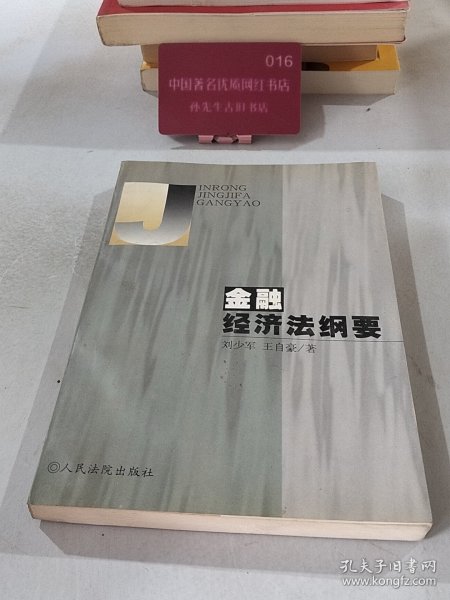 016
中国著名优质网红书店
孙先生古旧书店
J
INRONG
JINGJIFA
GANGYAO
金融
经济法纲要
刘少军 王自豪/著
人民法院出版社
孔夫子旧书网
www.kongfz.com